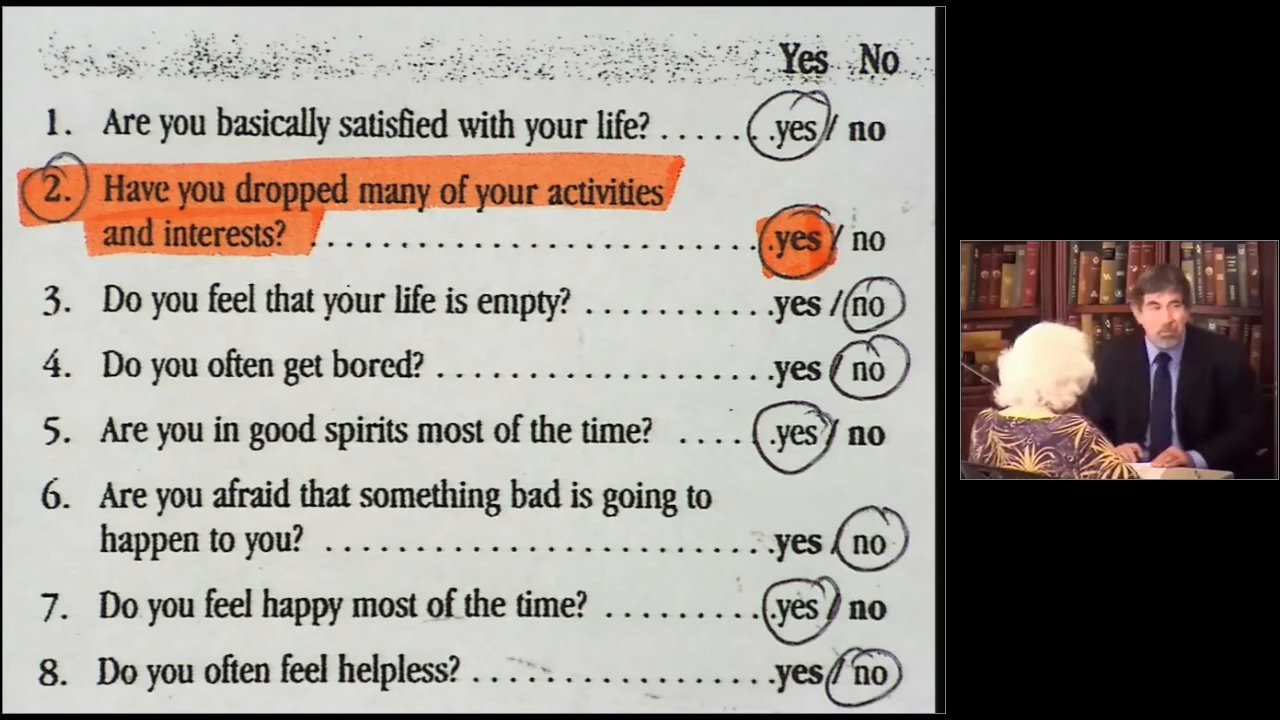 Yes No
1. Are you basically satisfied with your life? . . . . . . .yes / no
2. Have you dropped many of your activities
and interests? . . . . . . . . . . . . . . . . . . . . . . . . . . .yes / no
3. Do you feel that your life is empty? . . . . . . . . . . . .yes / no
4. Do you often get bored? . . . . . . . . . . . . . . . . . . .yes / no
5. Are you in good spirits most of the time? . . . . .yes / no
6. Are you afraid that something bad is going to
happen to you? . . . . . . . . . . . . . . . . . . . . . . . . . .yes / no
7. Do you feel happy most of the time? . . . . . . . . . .yes / no
8. Do you often feel helpless? . . . . . . . . . . . . . . . . .yes / no